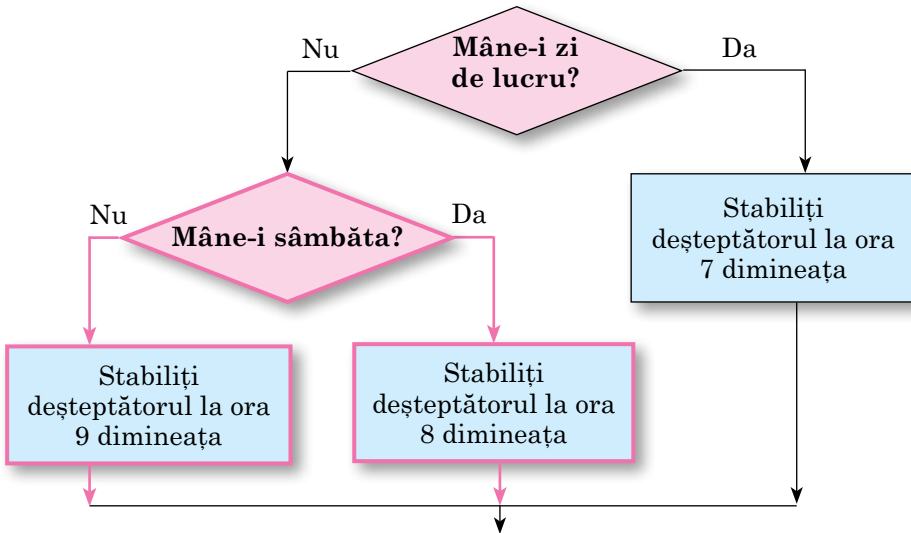 Mâne-i zi
de lucru?
Nu
Da
Mâne-i sâmbăta?
Nu
Da
Stabiliți
deșteptătorul la ora
7 dimineața
Stabiliți
deșteptătorul la ora
9 dimineața
Stabiliți
deșteptătorul la ora
8 dimineața